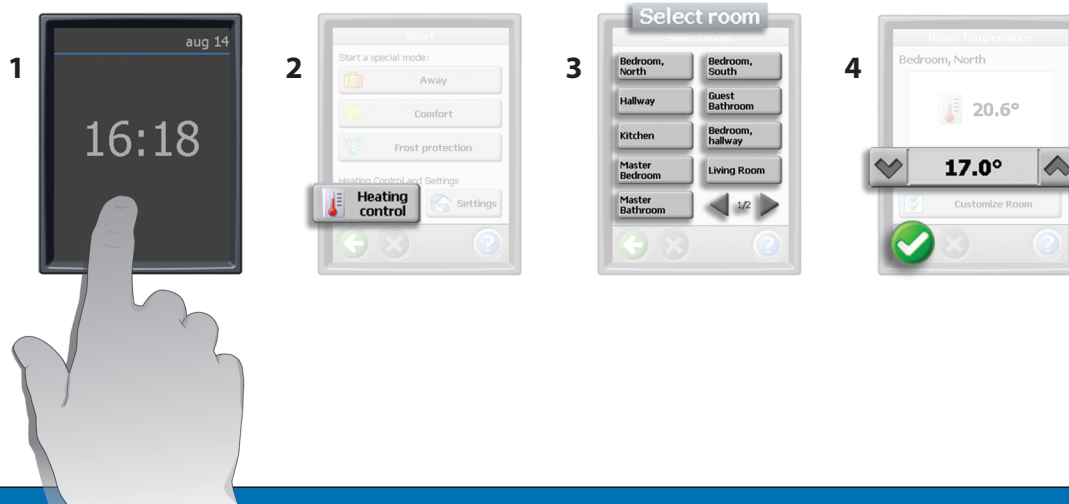 1
aug 14
16:18
2
Start
Start a special mode:
Away
Comfort
Frost protection
Heating Control and Settings
Heating
control
Settings
3
Select room
Select room
Bedroom,
North
Bedroom,
South
Hallway
Guest
Bathroom
Kitchen
Bedroom,
hallway
Master
Bedroom
Living Room
Master
Bathroom
1/2
4
Room Temperature
Bedroom, North
20.6°
17.0°
Customize Room